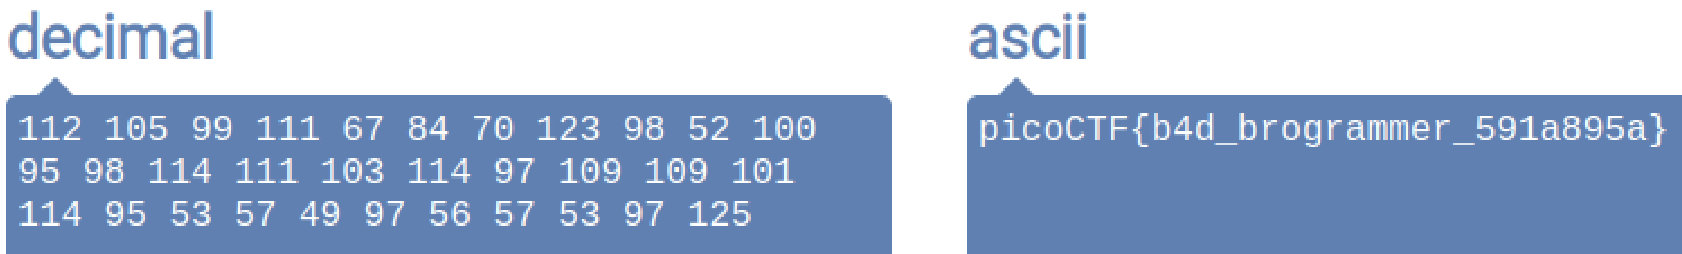 decimal
112 105 99 111 67 84 70 123 98 52 100
95 98 114 111 103 114 97 109 109 101
114 95 53 57 49 97 56 57 53 97 125
ascii
picoCTF{b4d_brogrammer_591a895a}